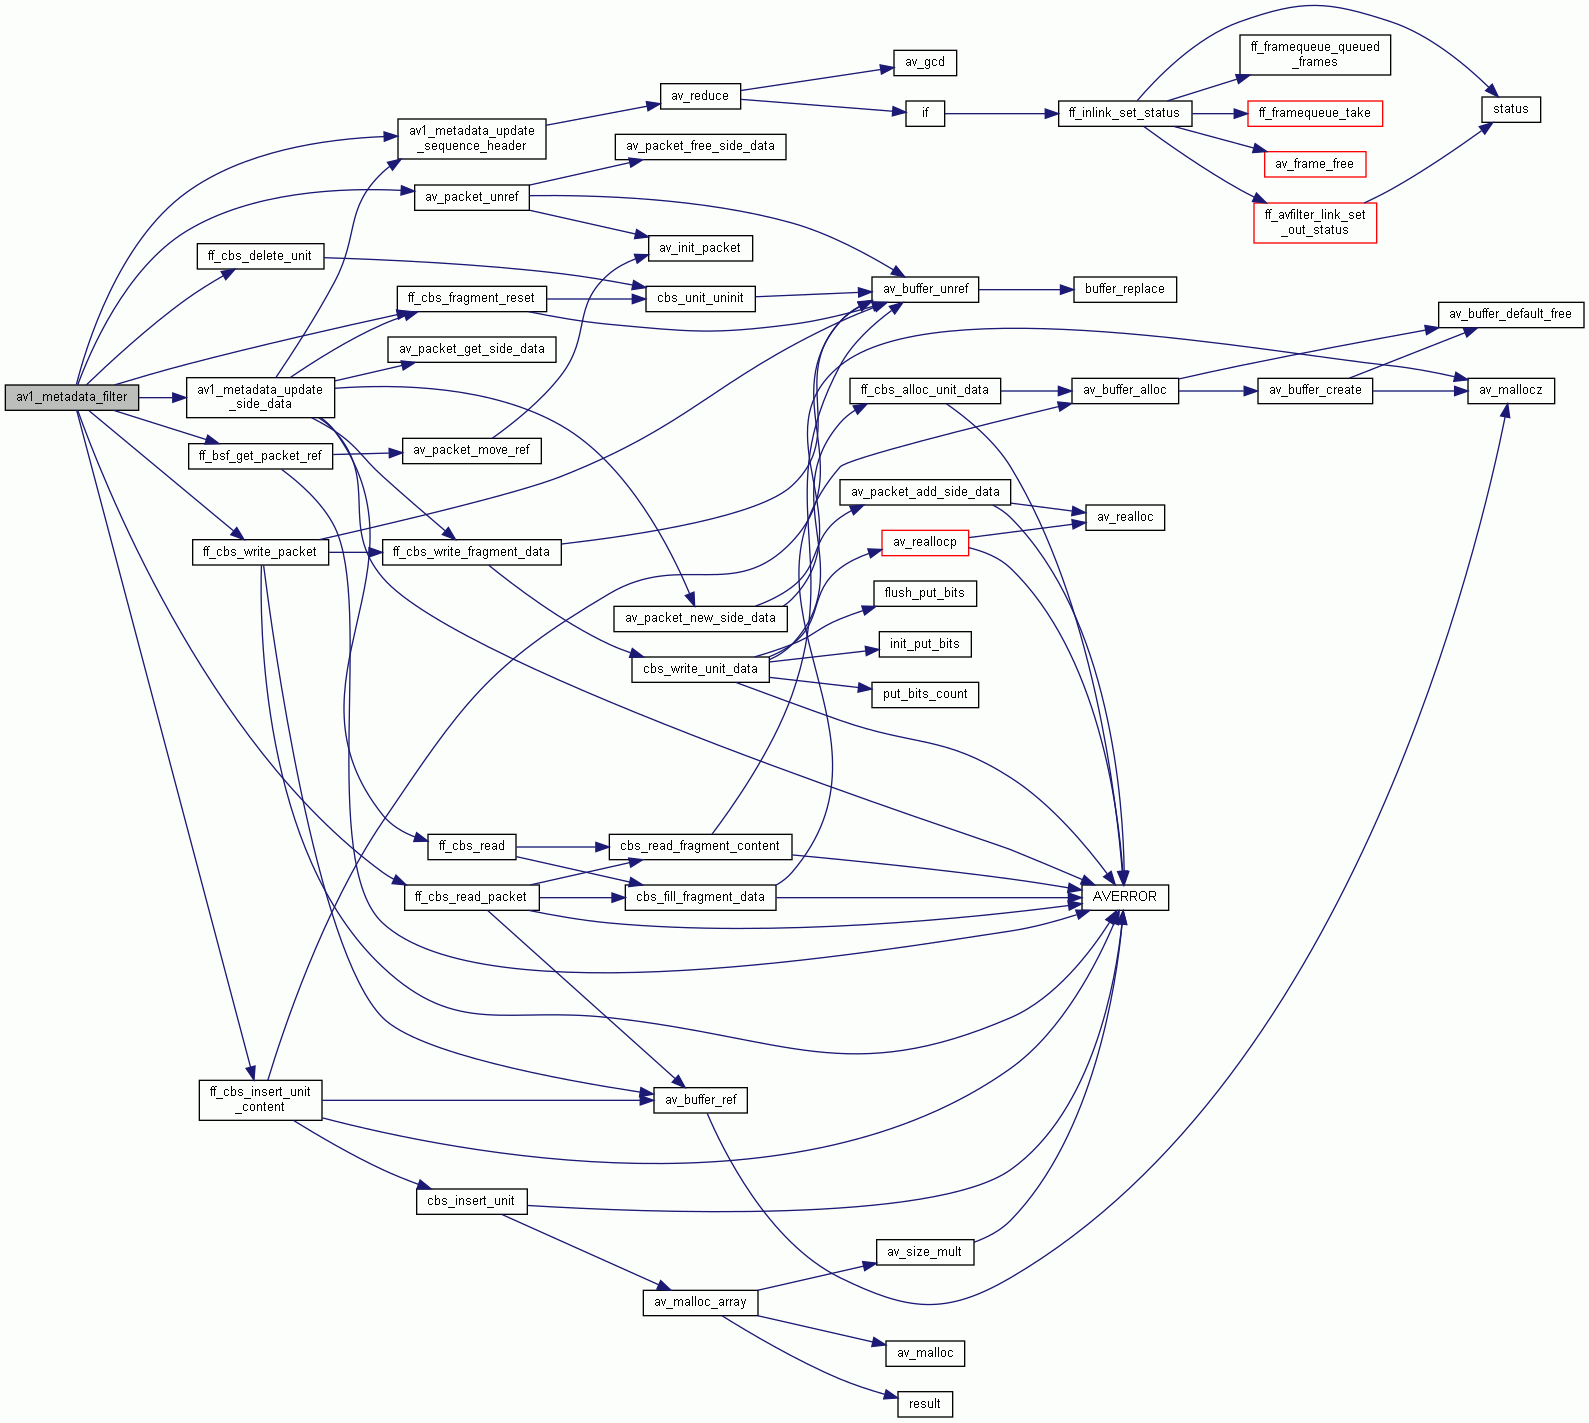 av_gcd
ff_framequeue_queued
_frames
av_reduce
if
ff_inlink_set_status
ff_framequeue_take
status
av1_metadata_update
_sequence_header
av_packet_free_side_data
av_frame_free
av_packet_unref
ff_avfilter_link_set
_out_status
av_init_packet
ff_cbs_delete_unit
ff_cbs_fragment_reset
cbs_unit_uninit
av_buffer_unref
buffer_replace
av_buffer_default_free
av_packet_get_side_data
av1_metadata_filter
av1_metadata_update
_side_data
ff_cbs_alloc_unit_data
av_buffer_alloc
av_buffer_create
av_mallocz
ff_bsf_get_packet_ref
av_packet_move_ref
av_packet_add_side_data
av_realloc
ff_cbs_write_packet
ff_cbs_write_fragment_data
av_reallocp
flush_put_bits
av_packet_new_side_data
init_put_bits
cbs_write_unit_data
put_bits_count
ff_cbs_read
cbs_read_fragment_content
ff_cbs_read_packet
cbs_fill_fragment_data
AVERROR
ff_cbs_insert_unit
_content
av_buffer_ref
cbs_insert_unit
av_size_mult
av_malloc_array
av_malloc
result